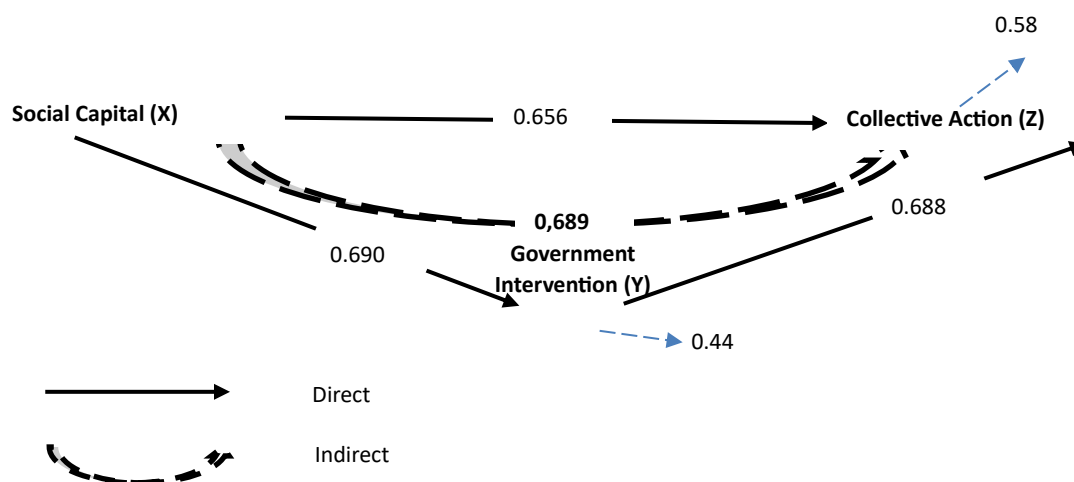 0.58
Social Capital (X)
0.656
Collective Action (Z)
0.688
0,689
0.690
Government
Intervention (Y)
0.44
Direct
Indirect